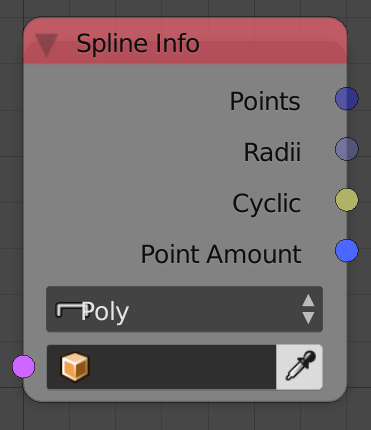 Spline Info
Points
Radii
Cyclic
Point Amount
Poly